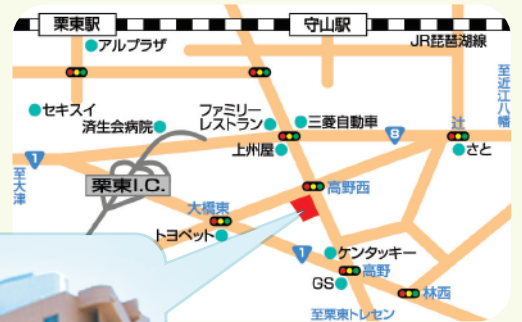 栗東駅
守山駅
アルプラザ
JR琵琶湖線
至近江八幡
セキスイ
済生会病院
ファミリー
レストラン
三菱自動車
8
辻
上州屋
さと
1
至大津
栗東I.C.
高野西
大橋東
トヨペット
1
ケンタッキー
高野
GS
林西
至栗東トレセン